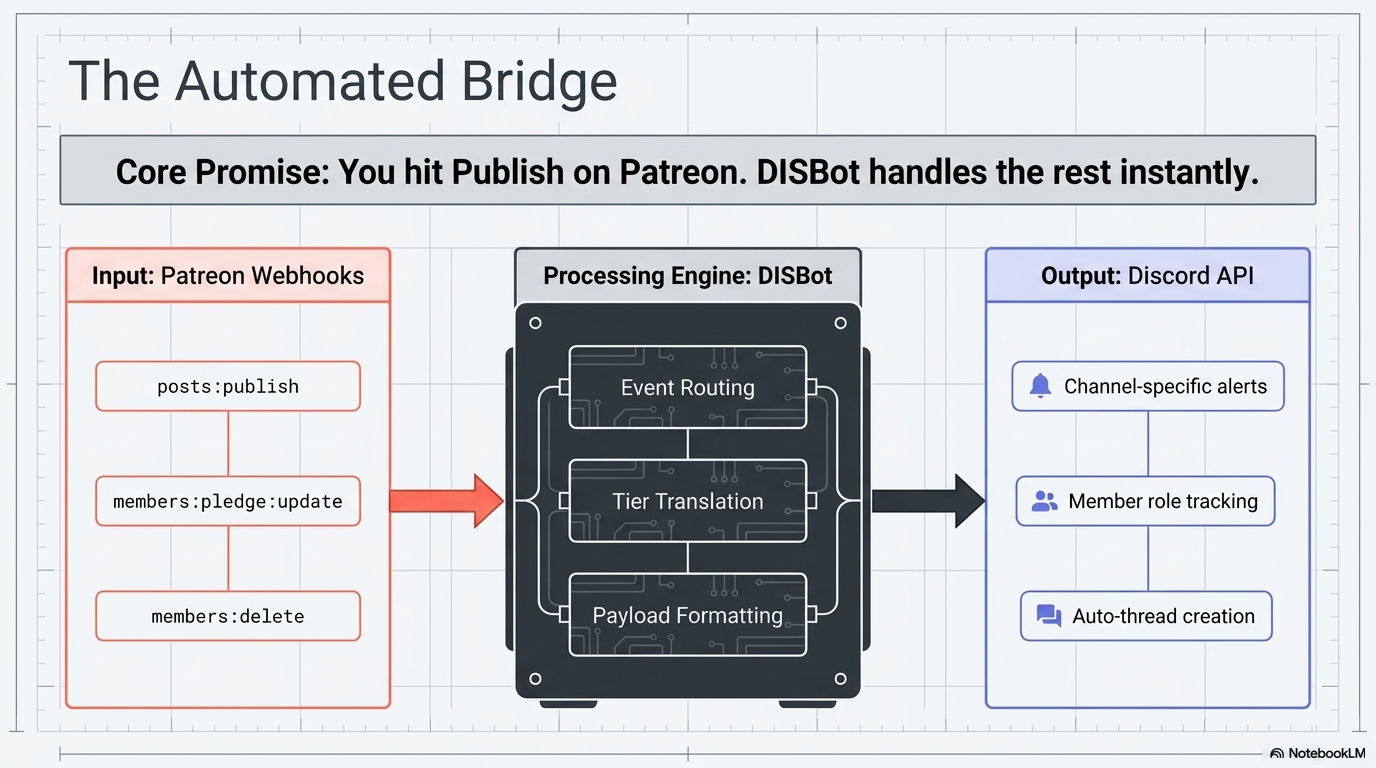 The Automated Bridge
Core Promise: You hit Publish on Patreon. DISBot handles the rest instantly.
Input: Patreon Webhooks
posts:publish
members:pledge:update
members:delete
Processing Engine: DISBot
Event Routing
Tier Translation
Payload Formatting
Output: Discord API
Channel-specific alerts
Member role tracking
Auto-thread creation
NotebookLM